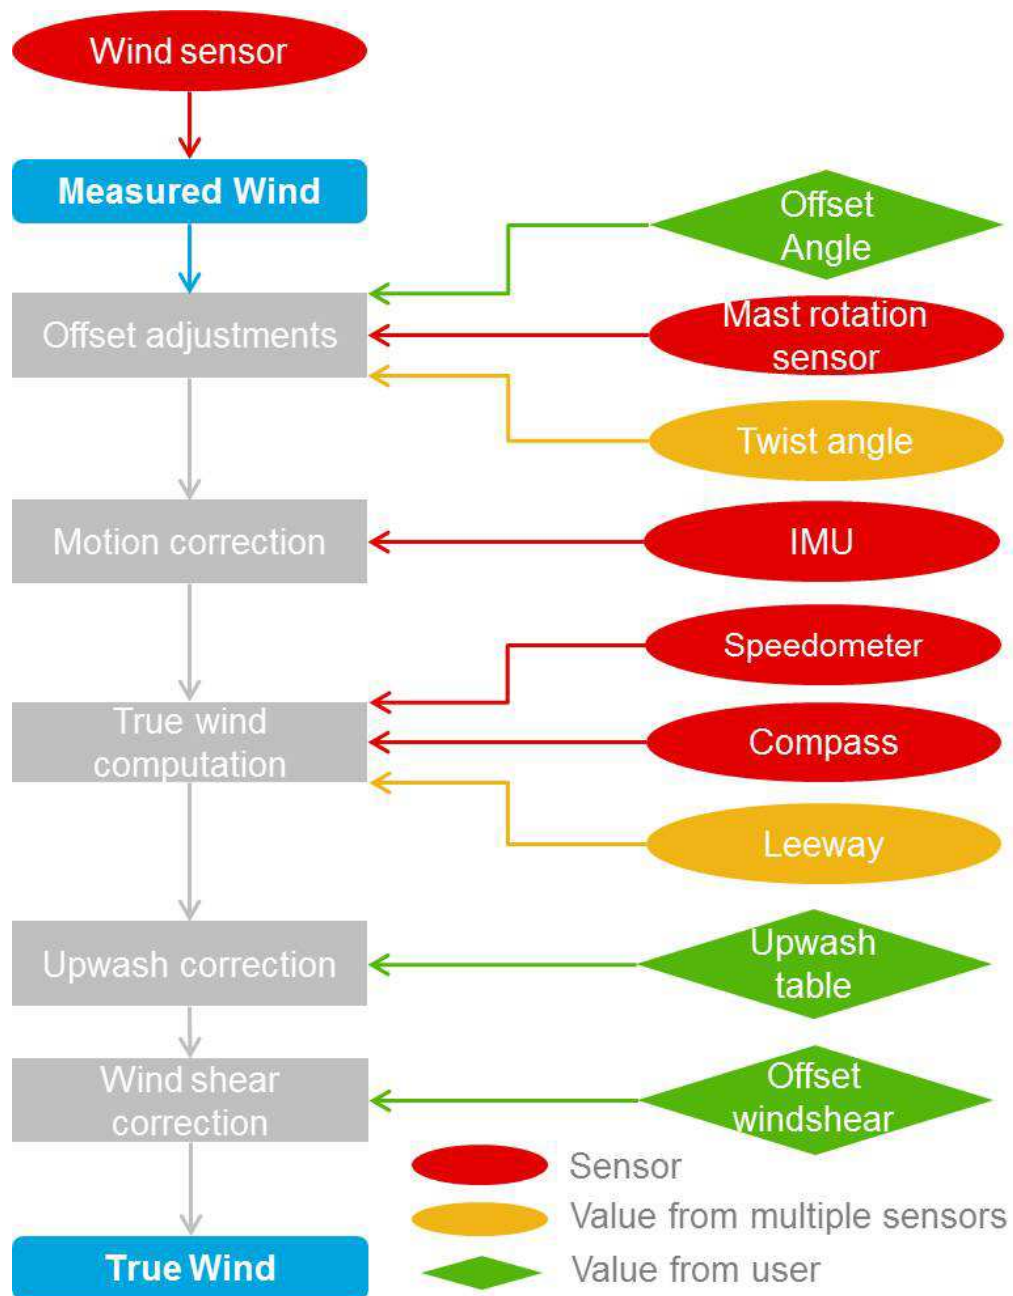 Wind sensor
Measured Wind
Offset
Angle
Offset adjustments
Mast rotation
sensor
Twist angle
Motion correction
IMU
Speedometer
True wind
computation
Compass
Leeway
Upwash correction
Upwash
table
Wind shear
correction
Offset
windshear
Sensor
Value from multiple sensors
Value from user
True Wind